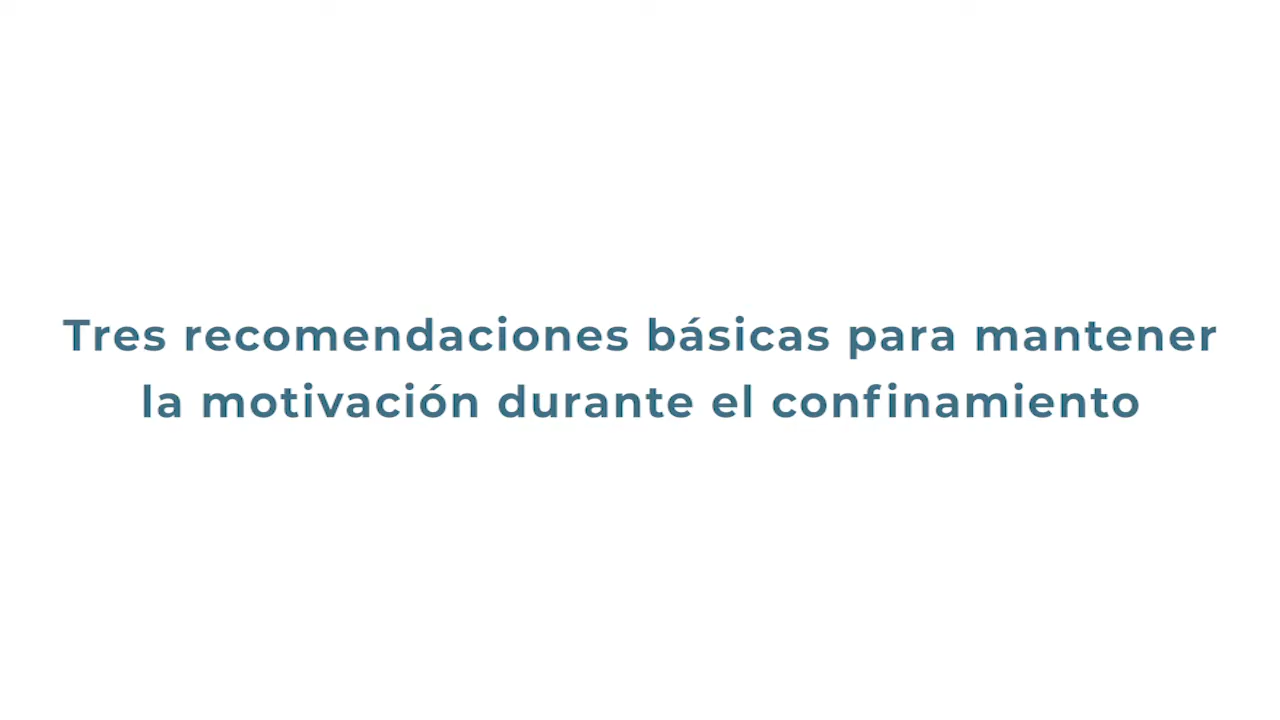 Tres recomendaciones básicas para mantener
la motivación durante el confinamiento